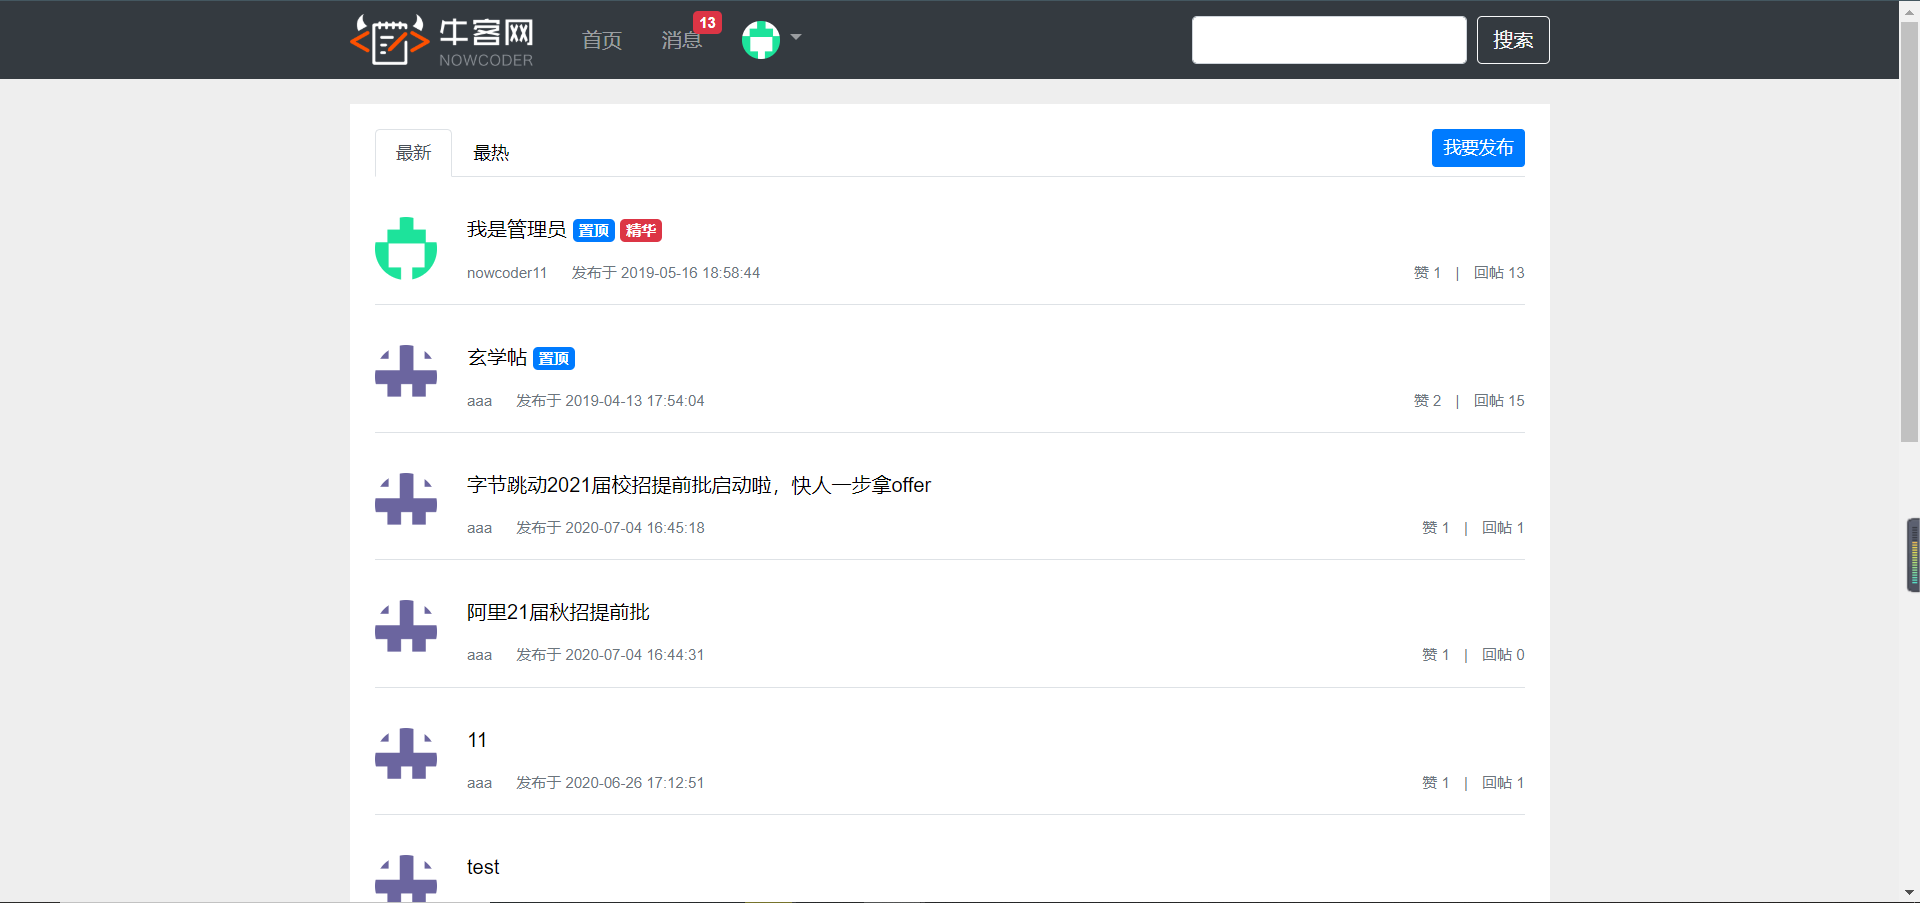 牛客网
NOWCODER
首页 消息 13
搜索
最新 最热 我要发布
我是管理员 置顶 精华
nowcoder11 发布于 2019-05-16 18:58:44 赞 1 | 回帖 13
玄学帖 置顶
aaa 发布于 2019-04-13 17:54:04 赞 2 | 回帖 15
字节跳动2021届校招提前批启动啦，快人一步拿offer
aaa 发布于 2020-07-04 16:45:18 赞 1 | 回帖 1
阿里21届秋招提前批
aaa 发布于 2020-07-04 16:44:31 赞 1 | 回帖 0
11
aaa 发布于 2020-06-26 17:12:51 赞 1 | 回帖 1
test